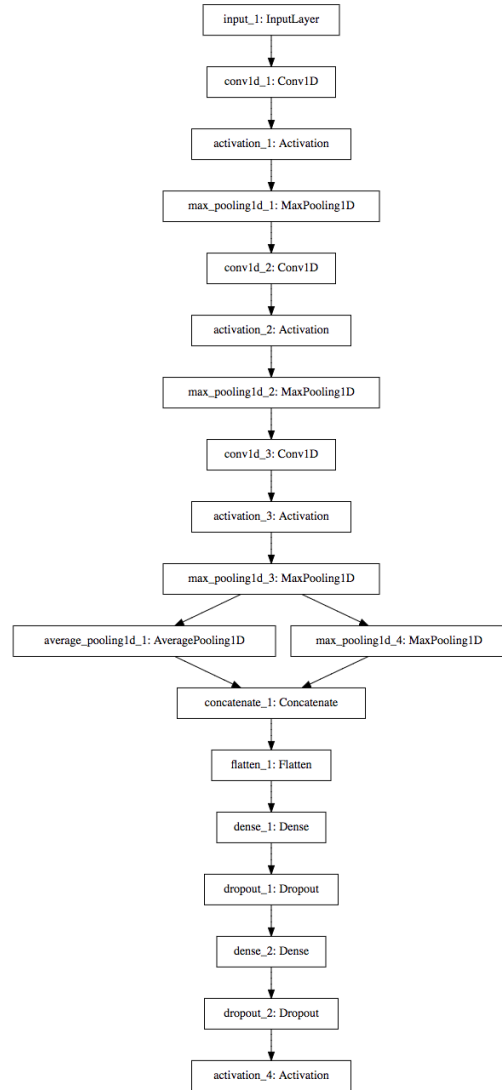 input_1: InputLayer
conv1d_1: Conv1D
activation_1: Activation
max_pooling1d_1: MaxPooling1D
conv1d_2: Conv1D
activation_2: Activation
max_pooling1d_2: MaxPooling1D
conv1d_3: Conv1D
activation_3: Activation
max_pooling1d_3: MaxPooling1D
average_pooling1d_1: AveragePooling1D
max_pooling1d_4: MaxPooling1D
concatenate_1: Concatenate
flatten_1: Flatten
dense_1: Dense
dropout_1: Dropout
dense_2: Dense
dropout_2: Dropout
activation_4: Activation